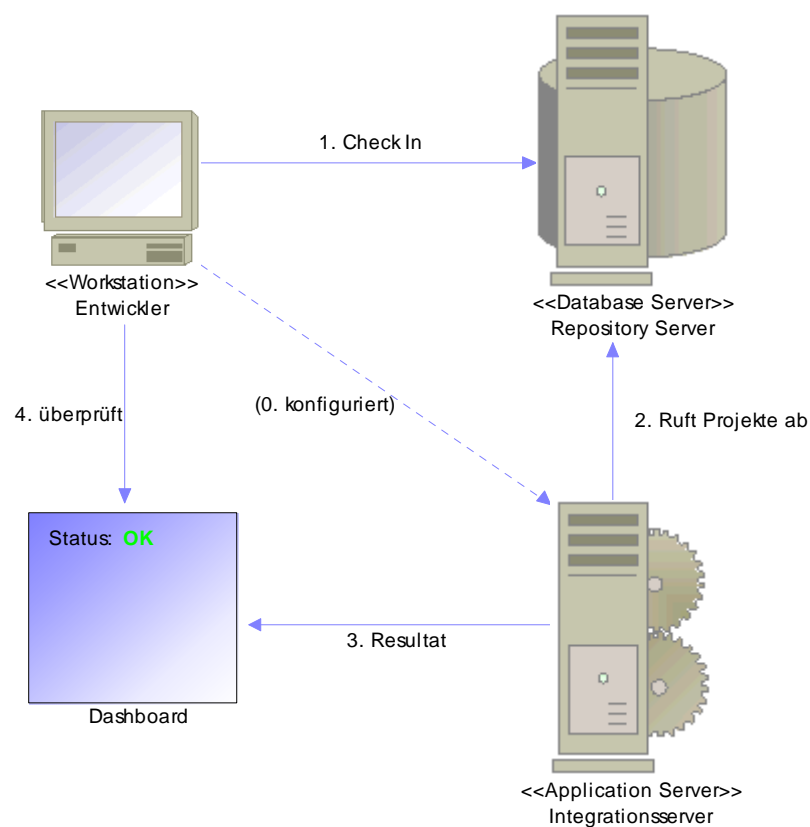 1. Check In
<<Workstation>>
Entwickler
<<Database Server>>
Repository Server
(0. konfiguriert)
4. überprüft
2. Ruft Projekte ab
Status: OK
3. Resultat
Dashboard
<<Application Server>>
Integrationsserver